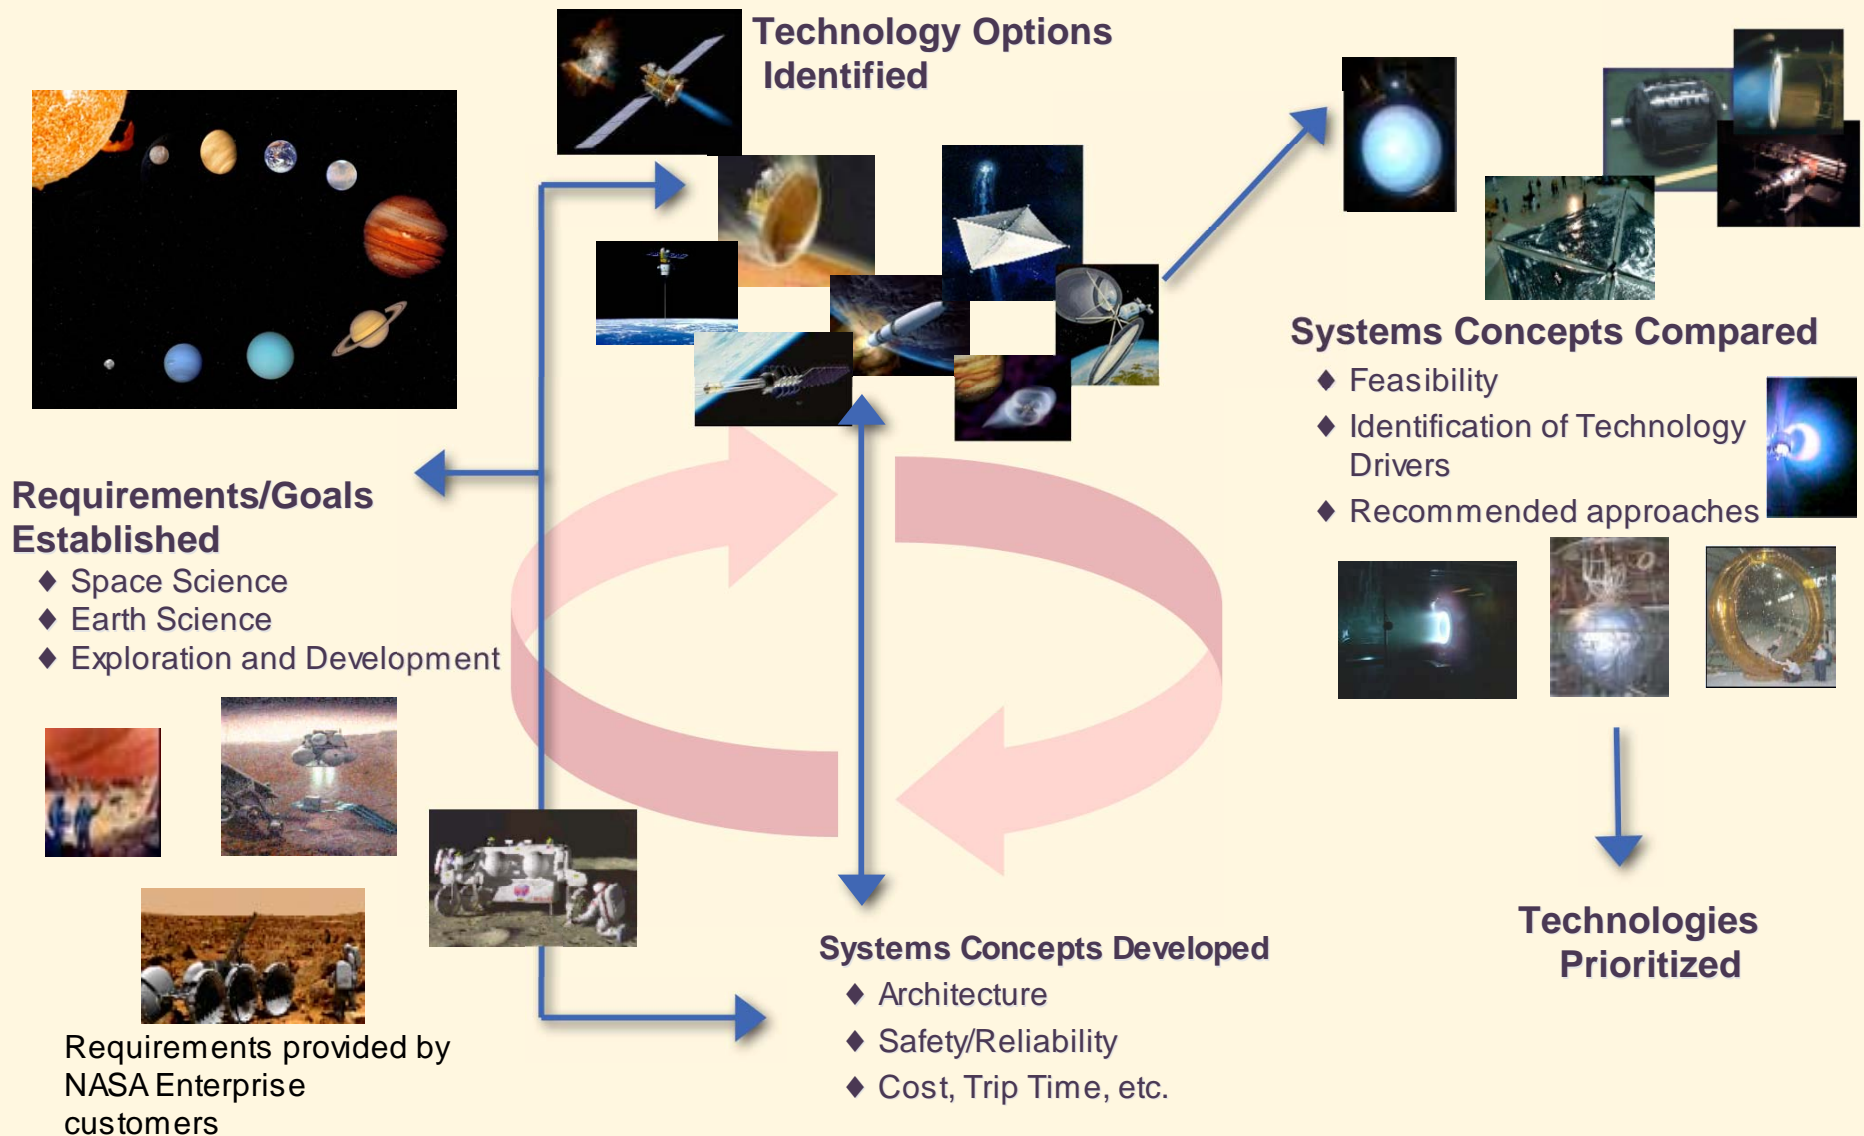 Technology Options
Identified
Requirements/Goals
Established
♦ Space Science
♦ Earth Science
♦ Exploration and Development
Requirements provided by
NASA Enterprise
customers
Systems Concepts Developed
♦ Architecture
♦ Safety/Reliability
♦ Cost, Trip Time, etc.
Systems Concepts Compared
♦ Feasibility
♦ Identification of Technology
Drivers
♦ Recommended approaches
Technologies
Prioritized